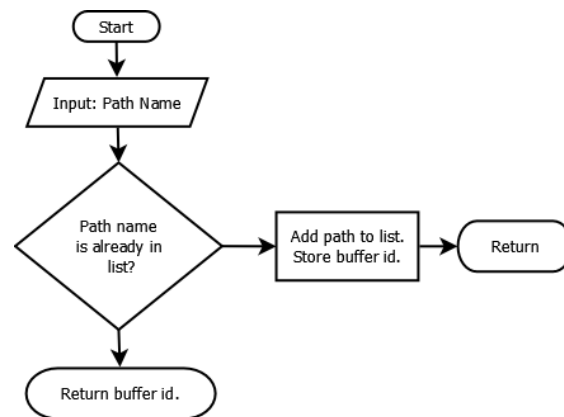 Start
Input: Path Name
Path name
is already in
list?
Add path to list.
Store buffer id.
Return
Return buffer id.